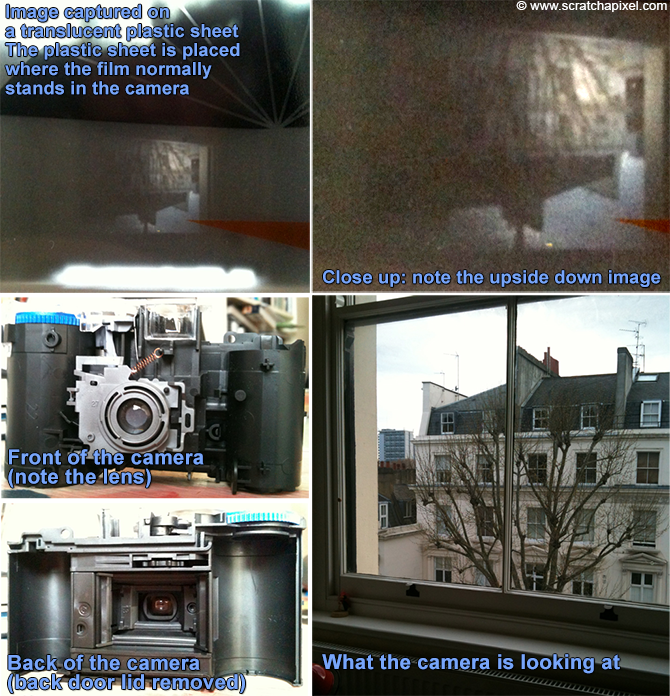 Image captured on
a translucent plastic sheet
The plastic sheet is placed
where the film normally
stands in the camera
© www.scratchapixel.com
Close up: note the upside down image
Front of the camera
(note the lens)
Back of the camera
(back door lid removed)
What the camera is looking at